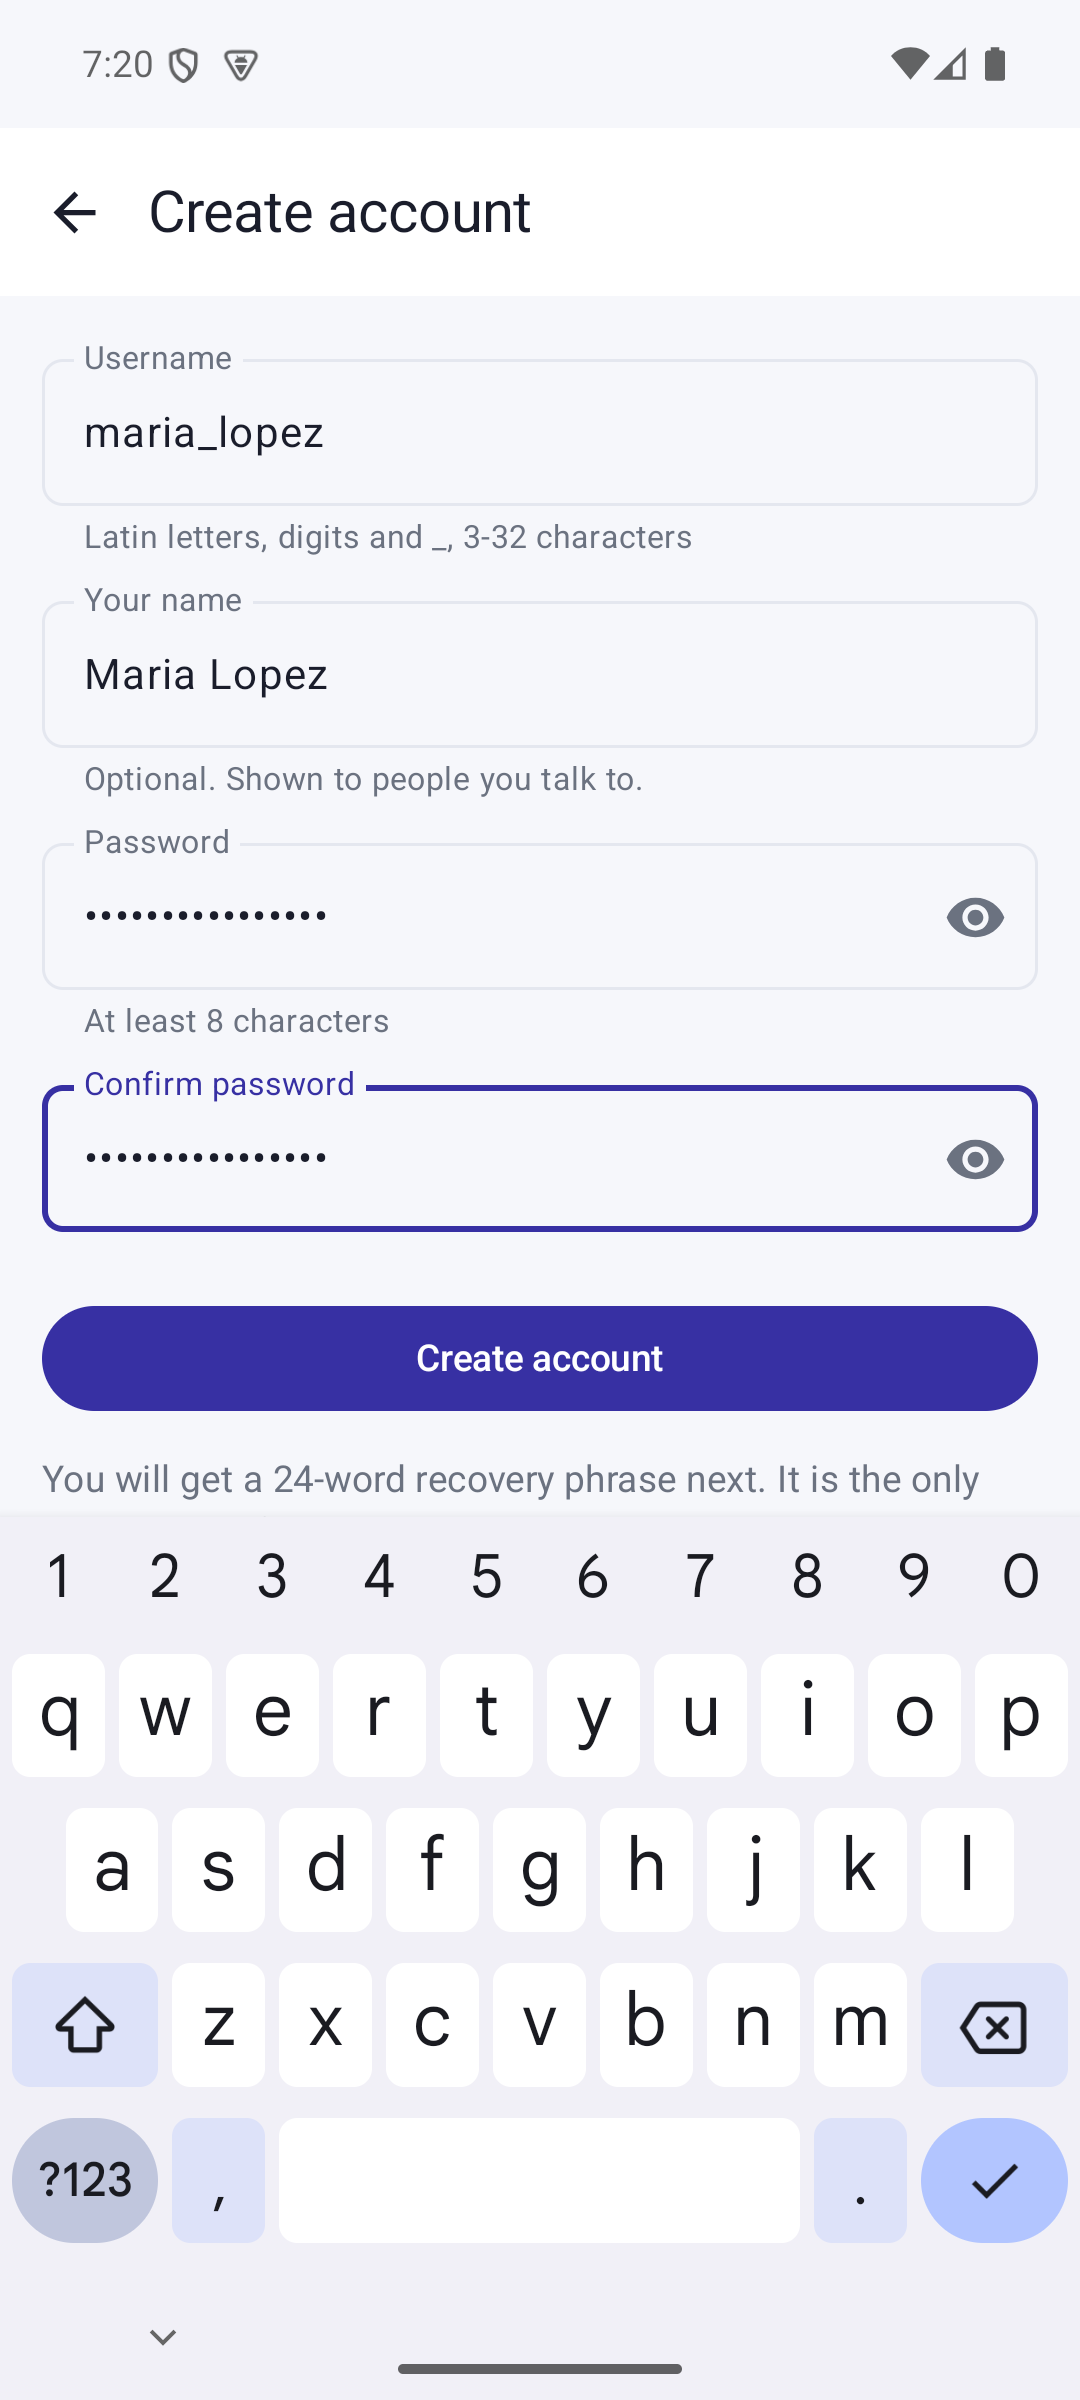 7:20
Create account
Username
maria_lopez
Latin letters, digits and _, 3-32 characters
Your name
Maria Lopez
Optional. Shown to people you talk to.
Password
••••••••••••••••
At least 8 characters
Confirm password
••••••••••••••••
Create account
You will get a 24-word recovery phrase next. It is the only
1 2 3 4 5 6 7 8 9 0
q w e r t y u i o p
a s d f g h j k l
z x c v b n m
?123 , .